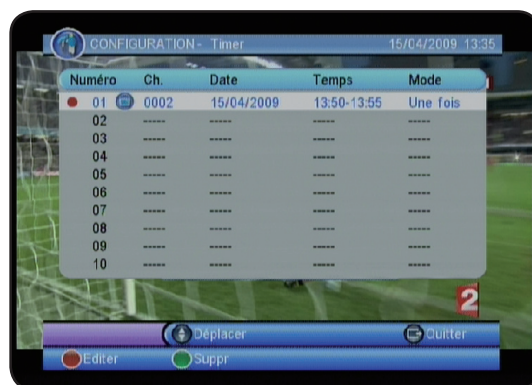 CONFIGURATION - Timer 15/04/2009 13:35
Numéro Ch. Date Temps Mode
01 0002 15/04/2009 13:50-13:55 Une fois
02 ----- ----- ----- -----
03 ----- ----- ----- -----
04 ----- ----- ----- -----
05 ----- ----- ----- -----
06 ----- ----- ----- -----
07 ----- ----- ----- -----
08 ----- ----- ----- -----
09 ----- ----- ----- -----
10 ----- ----- ----- -----
2
Déplacer Quitter
Editer Suppr